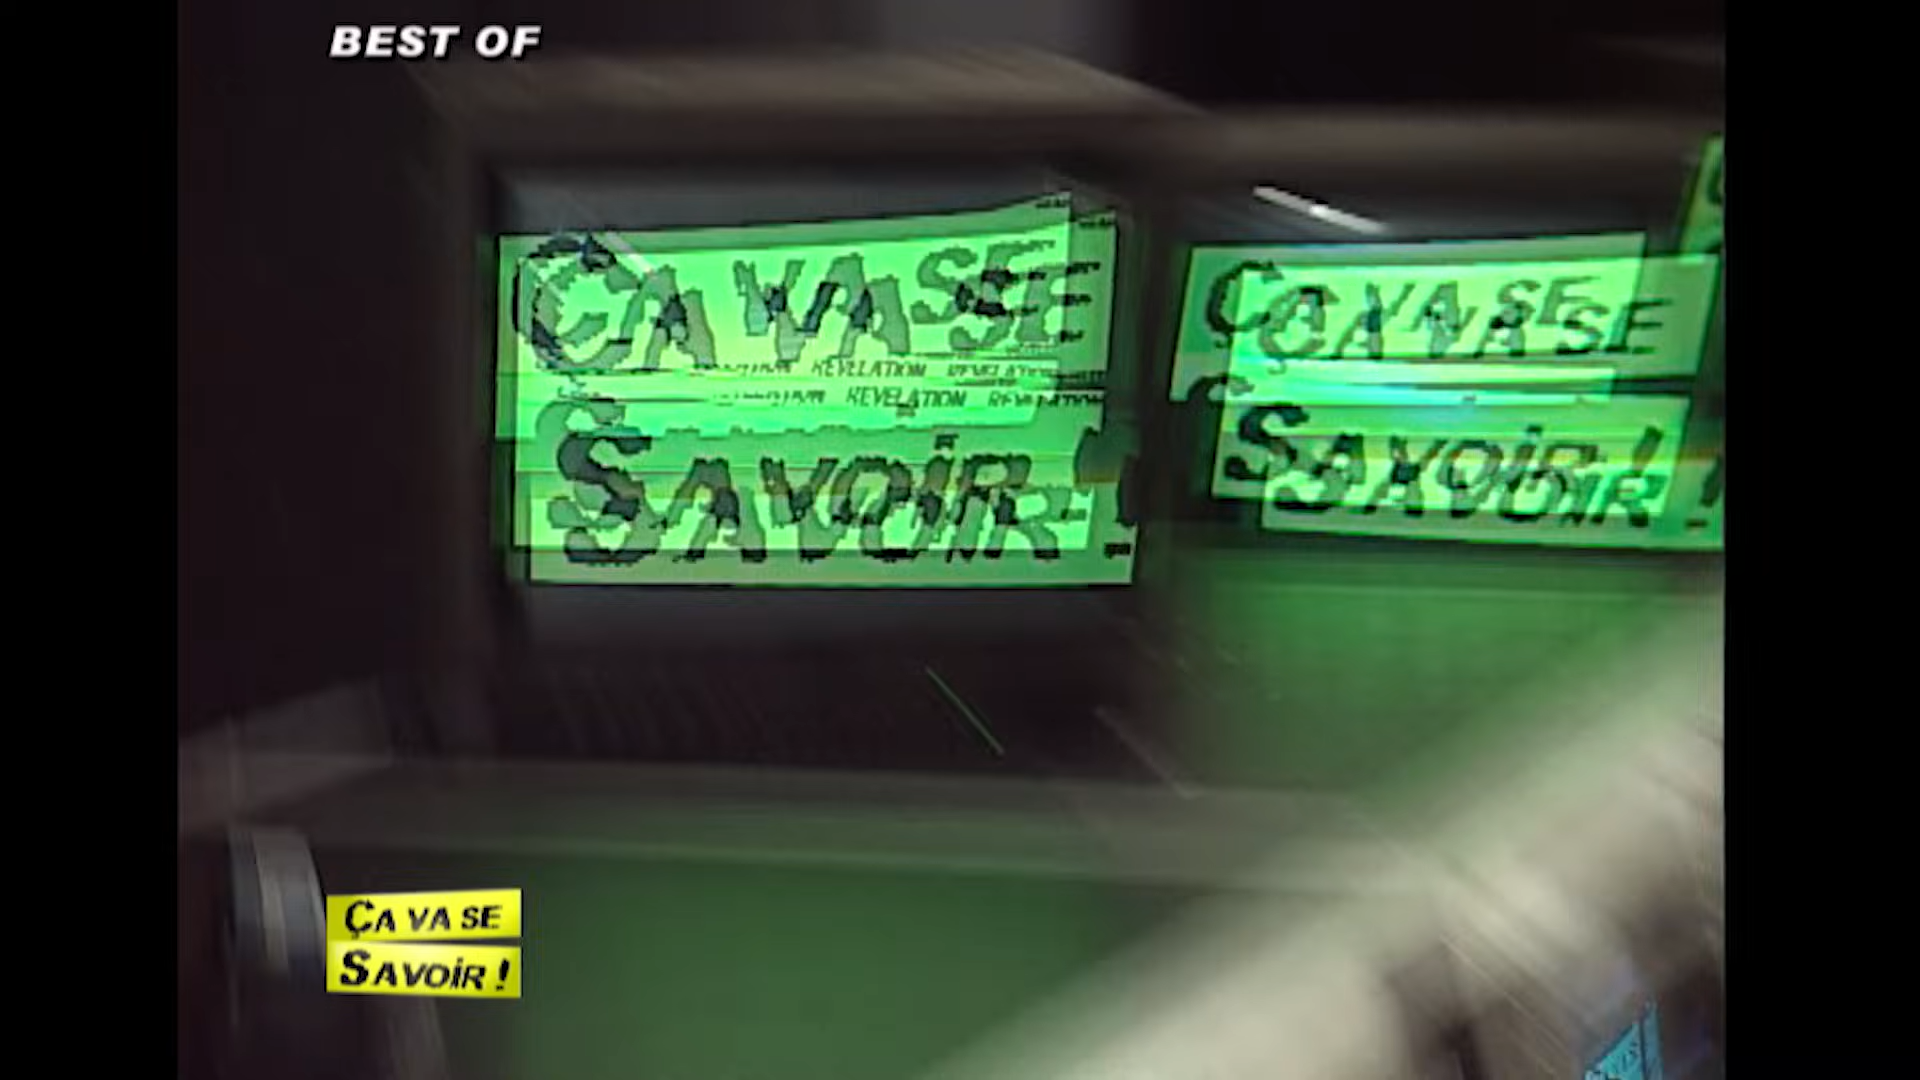 BEST OF
ÇA VA SE
REVELATION
REVELATION
SAVOIR !
ÇA VA SE
SAVOIR !
ÇA VA SE
SAVOIR !